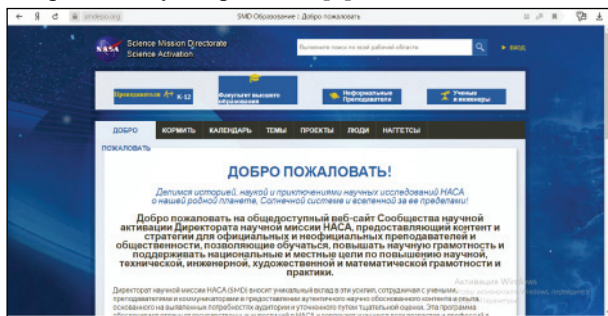 smdepo.org
SMD Образование :: Добро пожаловать
NASA
Science Mission Directorate
Science Activation
Выполните поиск по всей рабочей области
ВХОД
Преподаватели K-12
Факультет высшего
образования
Неформальные
Преподаватели
Ученые
и инженеры
ДОБРО
ПОЖАЛОВАТЬ
КОРМИТЬ
КАЛЕНДАРЬ
ТЕМЫ
ПРОЕКТЫ
ЛЮДИ
НАГГЕТСЫ
ДОБРО ПОЖАЛОВАТЬ!
Делимся историей, наукой и приключениями научных исследований НАСА
о нашей родной планете, Солнечной системе и вселенной за ее пределами!
Добро пожаловать на общедоступный веб-сайт Сообщества научной
активации Директората научной миссии НАСА, предоставляющий контент и
стратегии для официальных и неофициальных преподавателей и
общественности, позволяющие обучаться, повышать научную грамотность и
поддерживать национальные и местные цели по повышению научной,
технической, инженерной, художественной и математической грамотности и
практики.
Директорат научной миссии НАСА (SMD) вносит уникальный вклад в эти усилия, сотрудничая с учеными,
преподавателями и коммуникаторами в предоставлении аутентичного научно обоснованного контента и опыта,
основанного на выявленных потребностях аудитории и уточненного путем тщательной оценки. Эта программа
Активация Windows